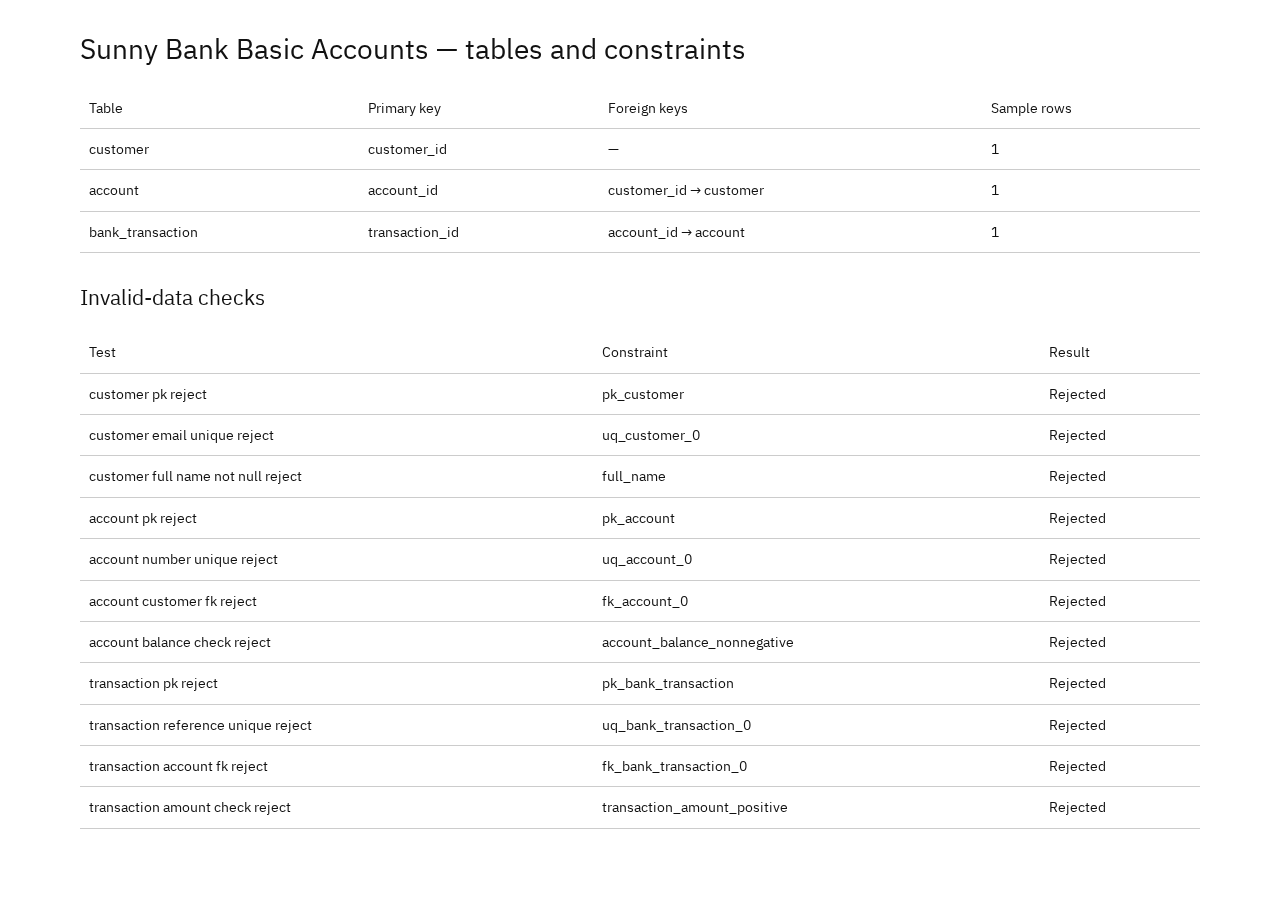 Sunny Bank Basic Accounts — tables and constraints
Table Primary key Foreign keys Sample rows
customer customer_id — 1
account account_id customer_id → customer 1
bank_transaction transaction_id account_id → account 1
Invalid-data checks
Test Constraint Result
customer pk reject pk_customer Rejected
customer email unique reject uq_customer_0 Rejected
customer full name not null reject full_name Rejected
account pk reject pk_account Rejected
account number unique reject uq_account_0 Rejected
account customer fk reject fk_account_0 Rejected
account balance check reject account_balance_nonnegative Rejected
transaction pk reject pk_bank_transaction Rejected
transaction reference unique reject uq_bank_transaction_0 Rejected
transaction account fk reject fk_bank_transaction_0 Rejected
transaction amount check reject transaction_amount_positive Rejected